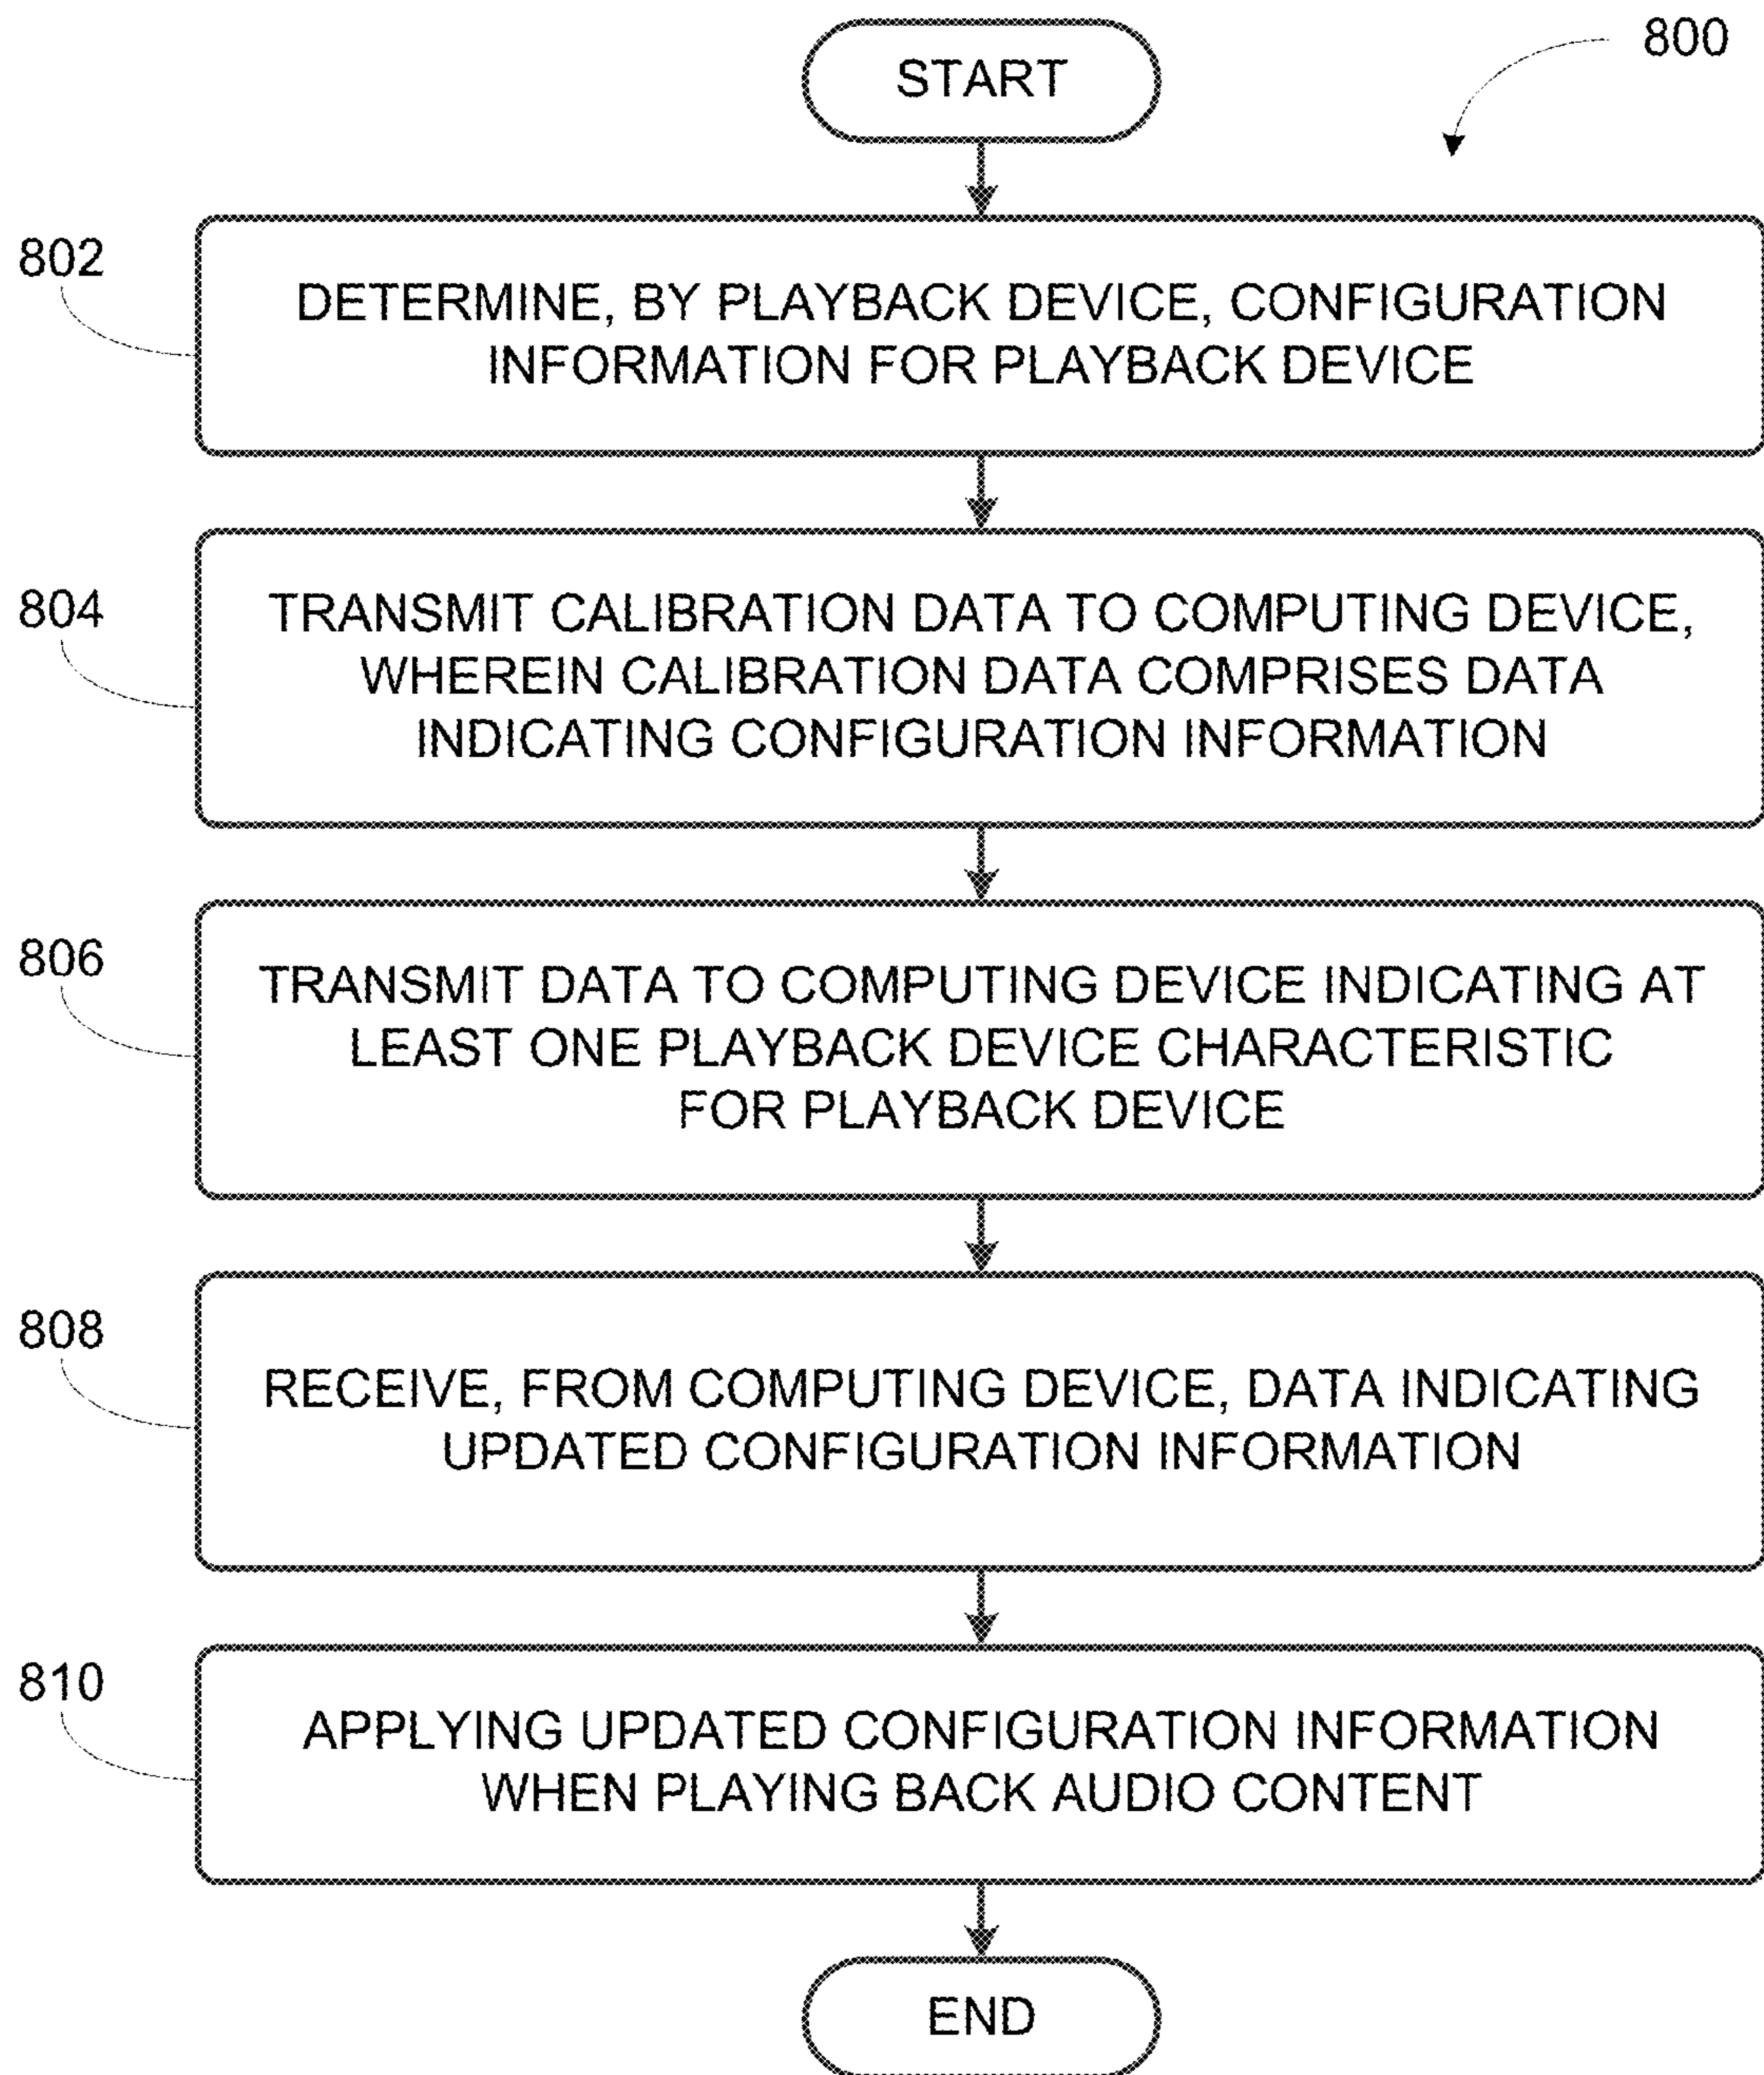 START
800
802
DETERMINE, BY PLAYBACK DEVICE, CONFIGURATION
INFORMATION FOR PLAYBACK DEVICE
804
TRANSMIT CALIBRATION DATA TO COMPUTING DEVICE,
WHEREIN CALIBRATION DATA COMPRISES DATA
INDICATING CONFIGURATION INFORMATION
806
TRANSMIT DATA TO COMPUTING DEVICE INDICATING AT
LEAST ONE PLAYBACK DEVICE CHARACTERISTIC
FOR PLAYBACK DEVICE
808
RECEIVE, FROM COMPUTING DEVICE, DATA INDICATING
UPDATED CONFIGURATION INFORMATION
810
APPLYING UPDATED CONFIGURATION INFORMATION
WHEN PLAYING BACK AUDIO CONTENT
END